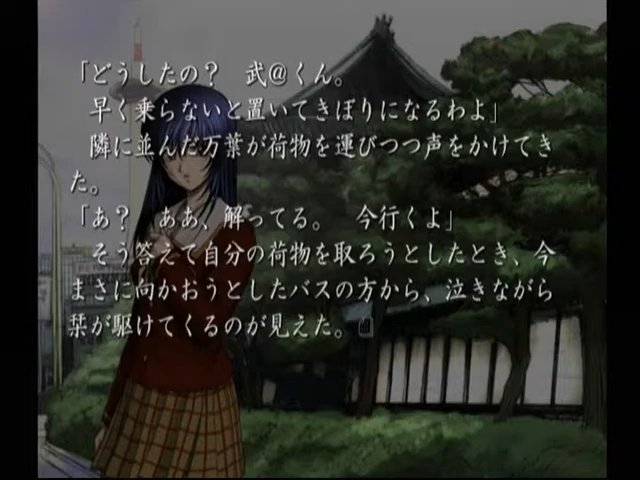 「どうしたの？　武@くん。
早く乗らないと置いてきぼりになるわよ」
隣に並んだ万葉が荷物を運びつつ声をかけてき
た。
「あ？　ああ、解ってる。　今行くよ」
そう答えて自分の荷物を取ろうとしたとき、今
まさに向かおうとしたバスの方から、泣きながら
栞が駆けてくるのが見えた。